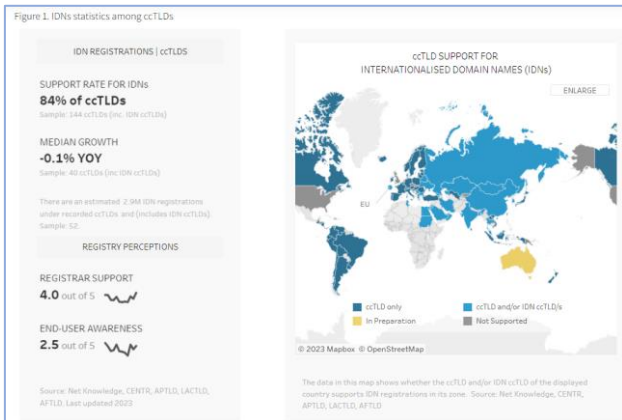 Figure 1. IDNs statistics among ccTLDs
IDN REGISTRATIONS | ccTLDS
SUPPORT RATE FOR IDNs
84% of ccTLDs
Sample: 144 ccTLDs (inc. IDN ccTLDs)
MEDIAN GROWTH
-0.1% YOY
Sample: 40 ccTLDs (inc IDN ccTLDs)
There are an estimated 2.9M IDN registrations
under recorded ccTLDs and (includes IDN ccTLDs)
Sample: 52
REGISTRY PERCEPTIONS
REGISTRAR SUPPORT
4.0 out of 5
END-USER AWARENESS
2.5 out of 5
Source: Net Knowledge, CENTR, APTLD, LACTLD,
AFTLD. Last updated 2023
ccTLD SUPPORT FOR
INTERNATIONALISED DOMAIN NAMES (IDNs)
ENLARGE
EU
ccTLD only
ccTLD and/or IDN ccTLD/s
In Preparation
Not Supported
© 2023 Mapbox © OpenStreetMap
The data in this map shows whether the ccTLD and/or IDN ccTLD of the displayed
country supports IDN registrations in its zone. Source: Net Knowledge, CENTR,
APTLD, LACTLD, AFTLD